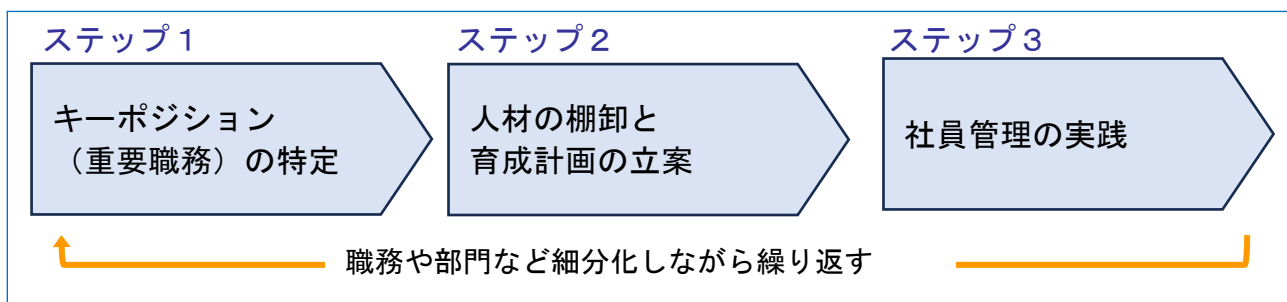 ステップ1
ステップ2
ステップ3
キーポジション
（重要職務）の特定
人材の棚卸と
育成計画の立案
社員管理の実践
職務や部門など細分化しながら繰り返す